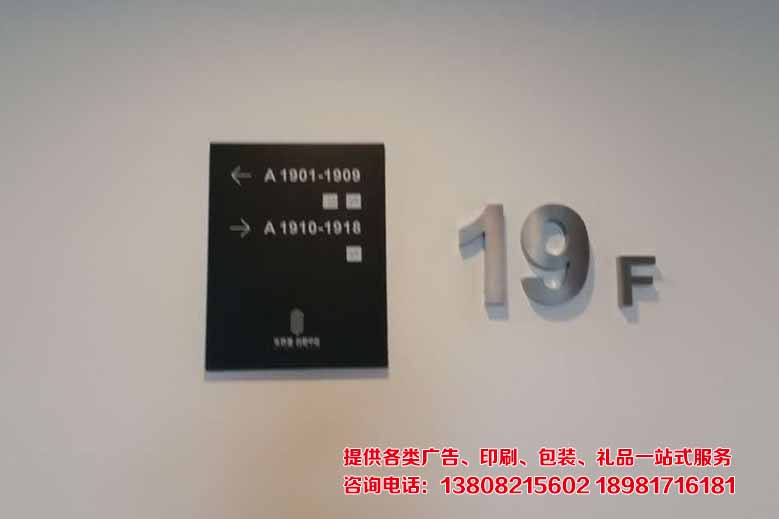 ← A 1901-1909
→ A 1910-1918
19 F
提供各类广告、印刷、包装、礼品一站式服务
咨询电话：13808215602 18981716181